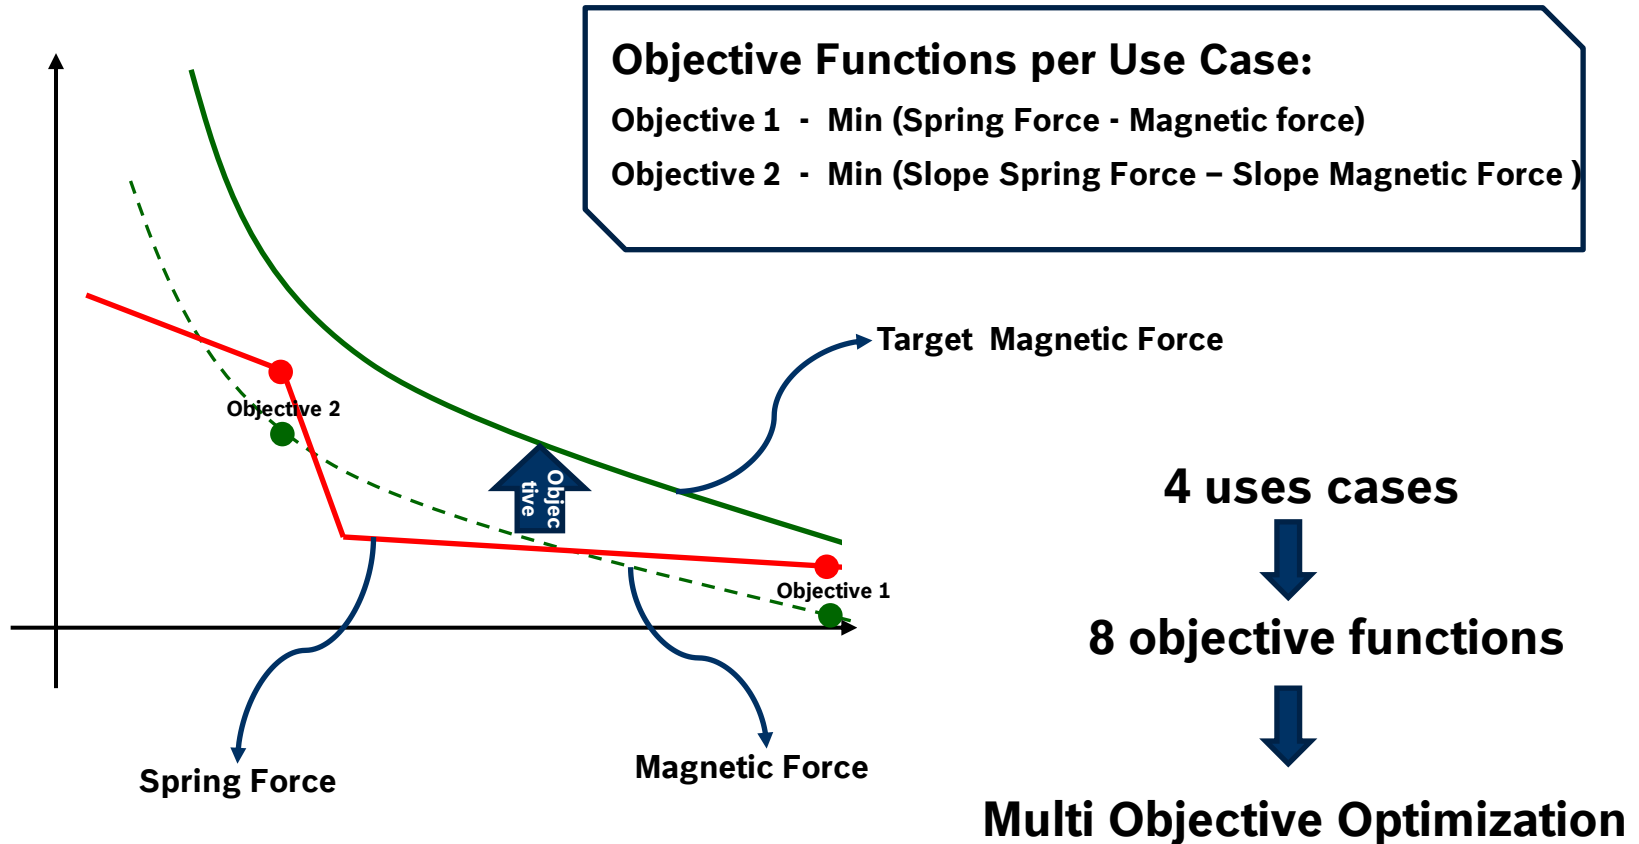 Objective Functions per Use Case:
Objective 1 - Min (Spring Force - Magnetic force)
Objective 2 - Min (Slope Spring Force – Slope Magnetic Force )
Target Magnetic Force
Objective 2
Objec
tive
4 uses cases
Objective 1
8 objective functions
Spring Force
Magnetic Force
Multi Objective Optimization